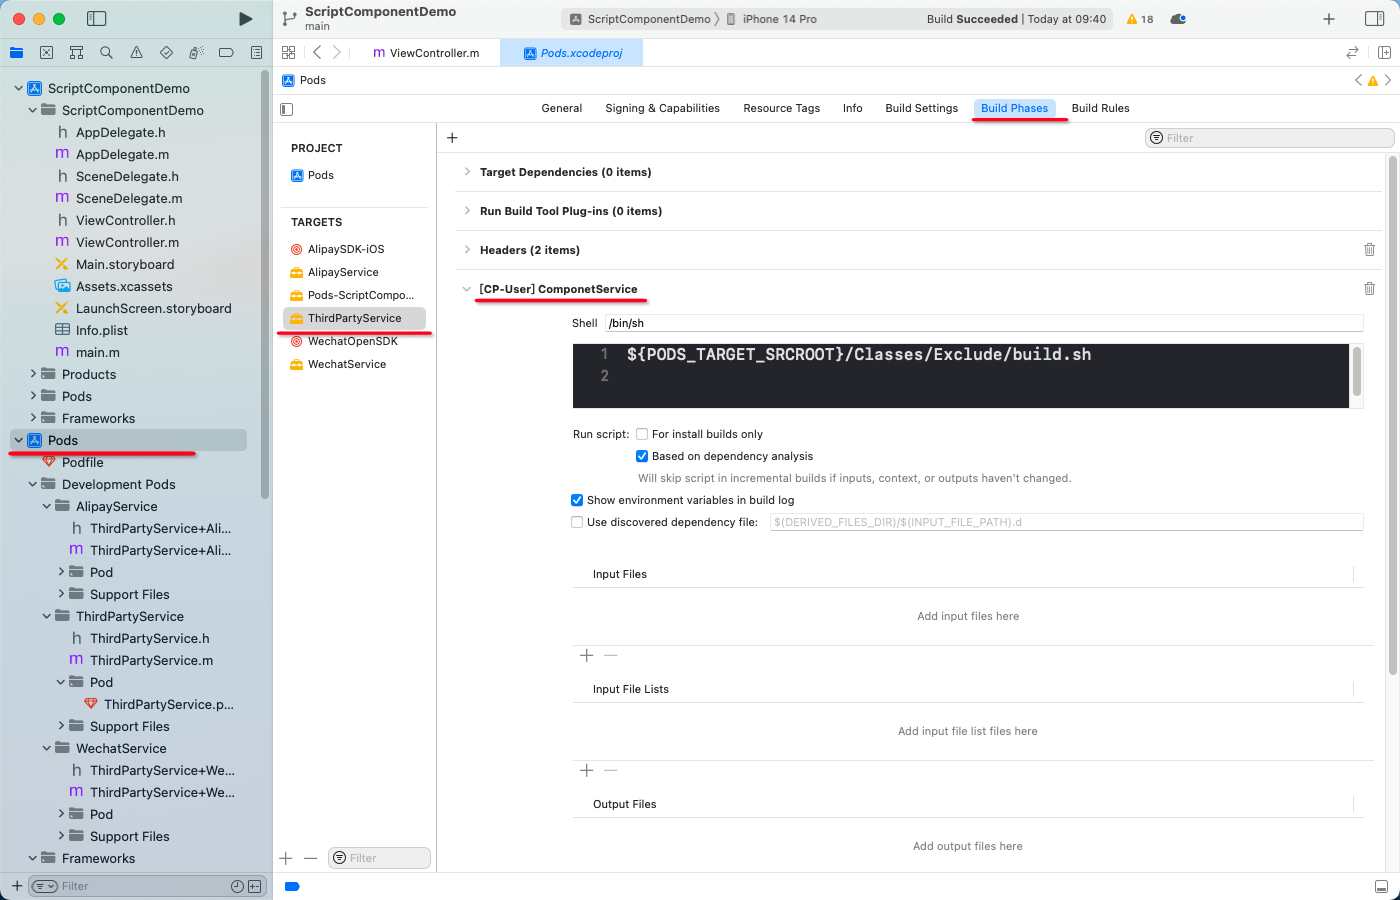 ScriptComponentDemo
main
ScriptComponentDemo
iPhone 14 Pro
Build Succeeded | Today at 09:40
18
ViewController.m
Pods.xcodeproj
Pods
General
Signing & Capabilities
Resource Tags
Info
Build Settings
Build Phases
Build Rules
ScriptComponentDemo
ScriptComponentDemo
AppDelegate.h
AppDelegate.m
SceneDelegate.h
SceneDelegate.m
ViewController.h
ViewController.m
Main.storyboard
Assets.xcassets
LaunchScreen.storyboard
Info.plist
main.m
Products
Pods
Frameworks
Pods
Podfile
Development Pods
AlipayService
ThirdPartyService+Ali...
ThirdPartyService+Ali...
Pod
Support Files
ThirdPartyService
ThirdPartyService.h
ThirdPartyService.m
Pod
ThirdPartyService.p...
Support Files
WechatService
ThirdPartyService+We...
ThirdPartyService+We...
Pod
Support Files
Frameworks
Filter
PROJECT
Pods
TARGETS
AlipaySDK-iOS
AlipayService
Pods-ScriptCompo...
ThirdPartyService
WechatOpenSDK
WechatService
Filter
Filter
Target Dependencies (0 items)
Run Build Tool Plug-ins (0 items)
Headers (2 items)
[CP-User] ComponetService
Shell /bin/sh
1 ${PODS_TARGET_SRCROOT}/Classes/Exclude/build.sh
2
Run script: For install builds only
Based on dependency analysis
Will skip script in incremental builds if inputs, context, or outputs haven't changed.
Show environment variables in build log
Use discovered dependency file: $(DERIVED_FILES_DIR)/$(INPUT_FILE_PATH).d
Input Files
Add input files here
Input File Lists
Add input file list files here
Output Files
Add output files here